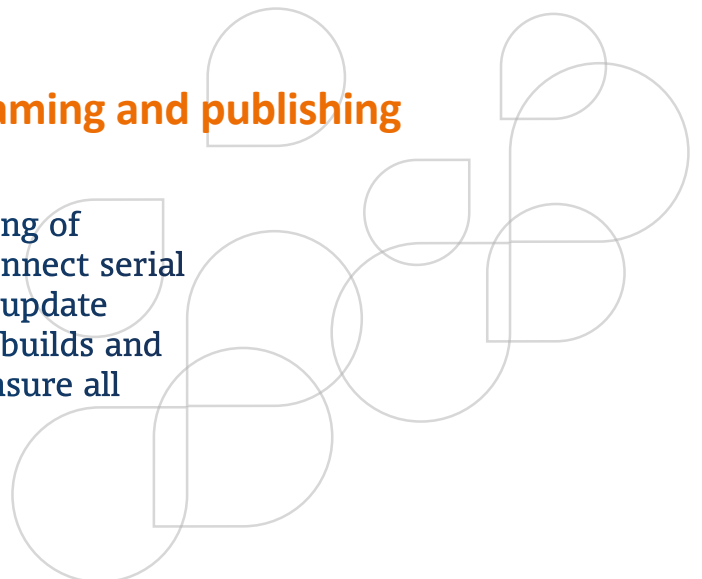 aming and publishing
ng of
nnect serial
update
builds and
nsure all